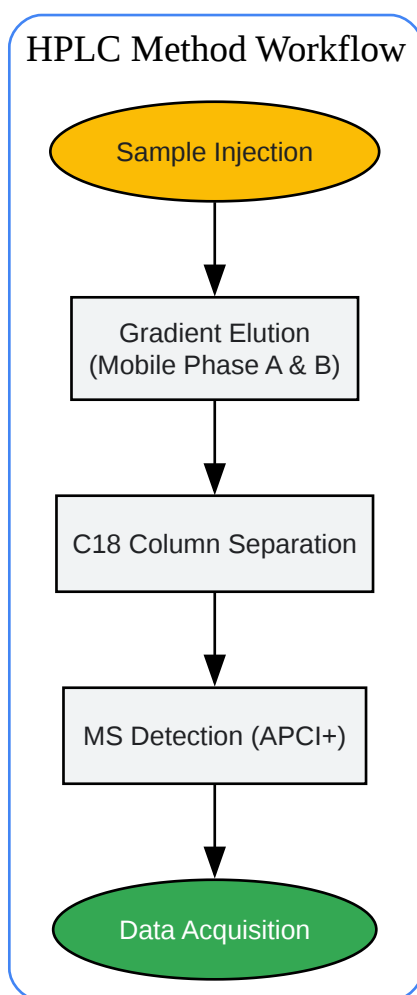 HPLC Method Workflow
Sample Injection
Gradient Elution
(Mobile Phase A & B)
C18 Column Separation
MS Detection (APCI+)
Data Acquisition